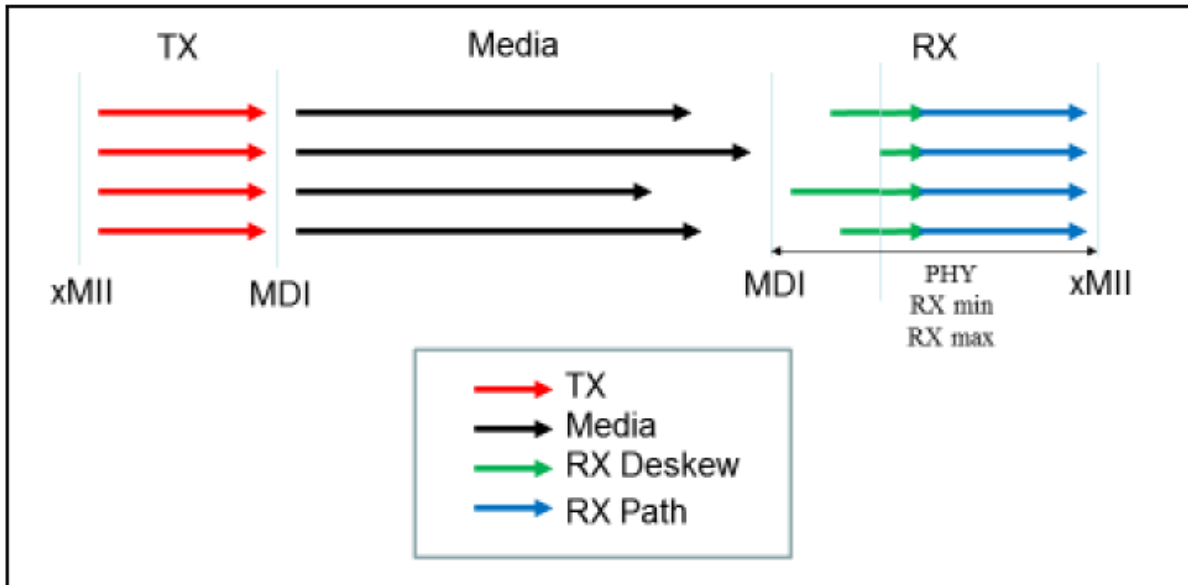 TX Media RX
xMII MDI MDI xMII
PHY
RX min
RX max
TX
Media
RX Deskew
RX Path